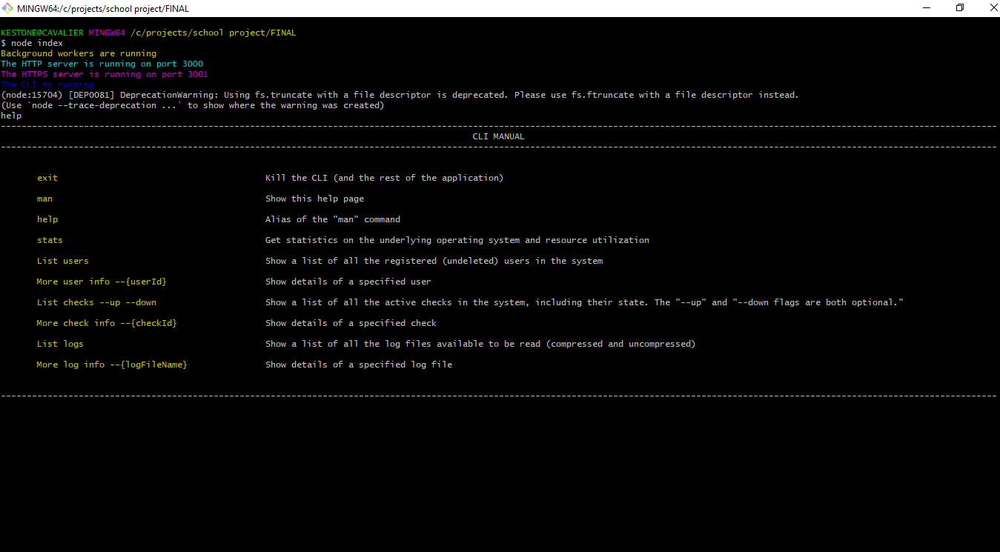 MINGW64:/c/projects/school project/FINAL
KESTONE@CAVALIER MINGW64 /c/projects/school project/FINAL
$ node index
Background workers are running
The HTTP server is running on port 3000
The HTTPS server is running on port 3001
The CLI is running
(node:15704) [DEP0081] DeprecationWarning: Using fs.truncate with a file descriptor is deprecated. Please use fs.ftruncate with a file descriptor instead.
(Use `node --trace-deprecation ...` to show where the warning was created)
help
CLI MANUAL
exit Kill the CLI (and the rest of the application)
man Show this help page
help Alias of the "man" command
stats Get statistics on the underlying operating system and resource utilization
List users Show a list of all the registered (undeleted) users in the system
More user info --{userId} Show details of a specified user
List checks --up --down Show a list of all the active checks in the system, including their state. The "--up" and "--down flags are both optional."
More check info --{checkId} Show details of a specified check
List logs Show a list of all the log files available to be read (compressed and uncompressed)
More log info --{logFileName} Show details of a specified log file